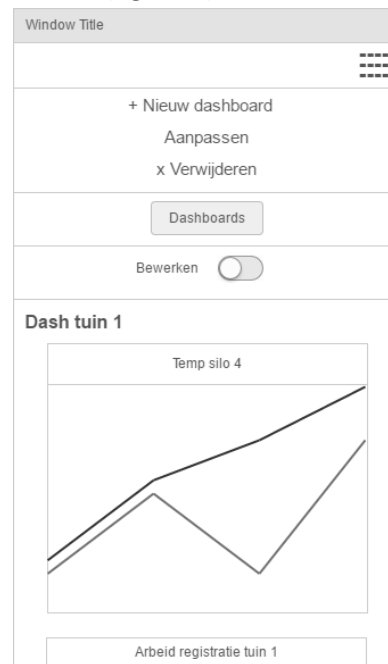 Window Title
+ Nieuw dashboard
Aanpassen
x Verwijderen
Dashboards
Bewerken
Dash tuin 1
Temp silo 4
Arbeid registratie tuin 1